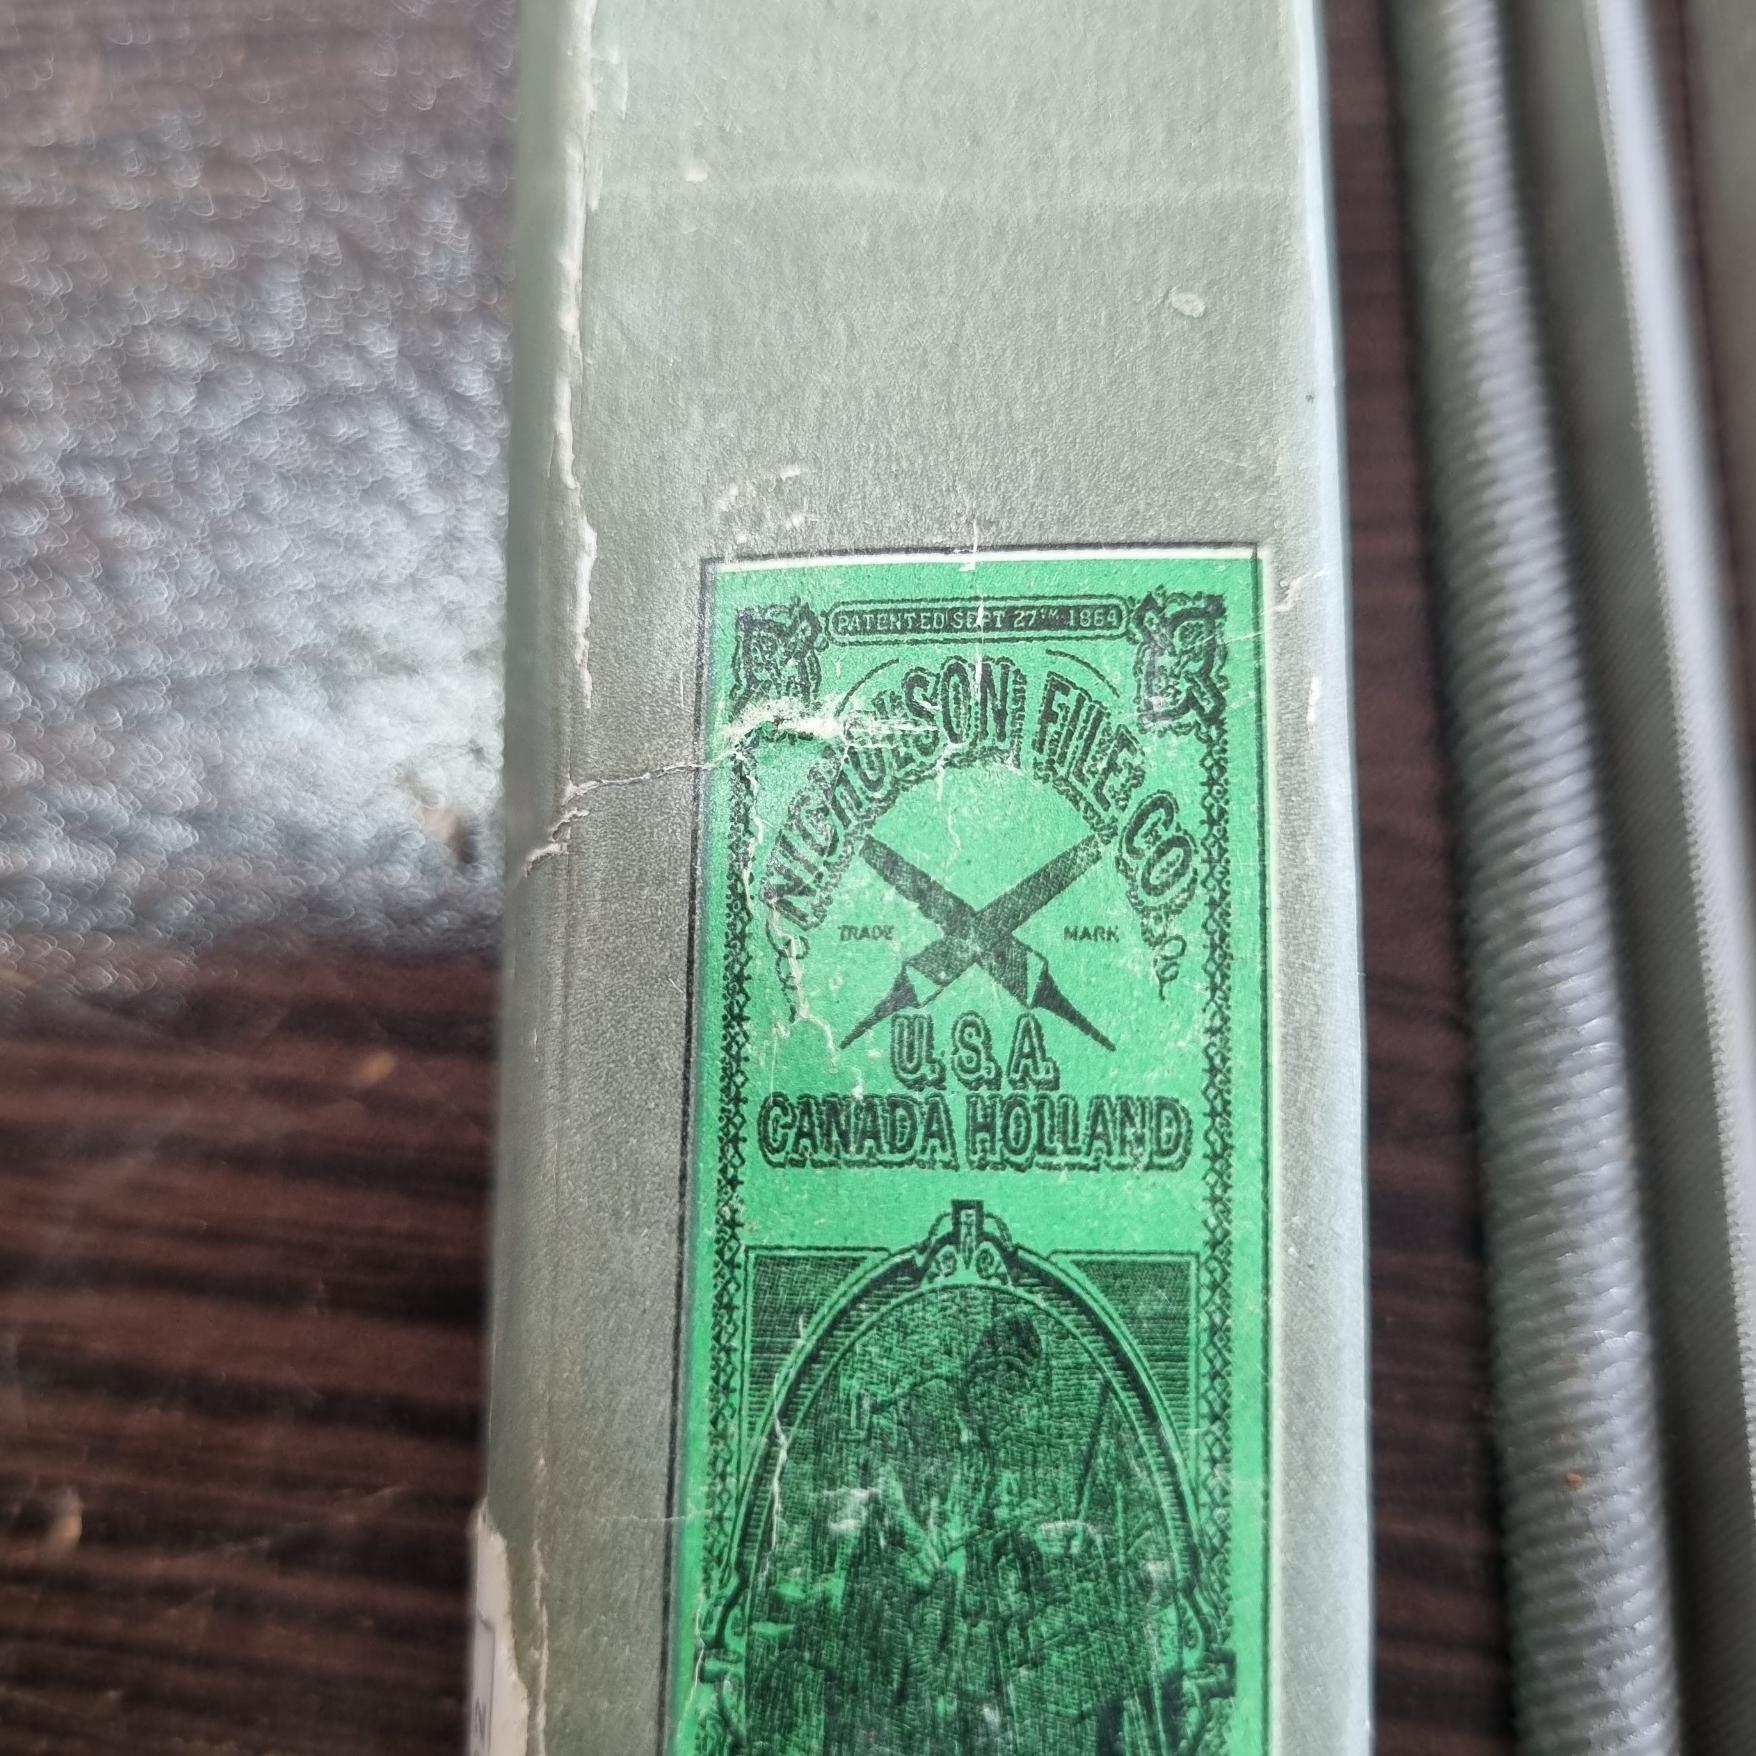 PATENTED SEPT 27TH 1864
NICHOLSON FILE CO
TRADE MARK
U.S.A.
CANADA HOLLAND